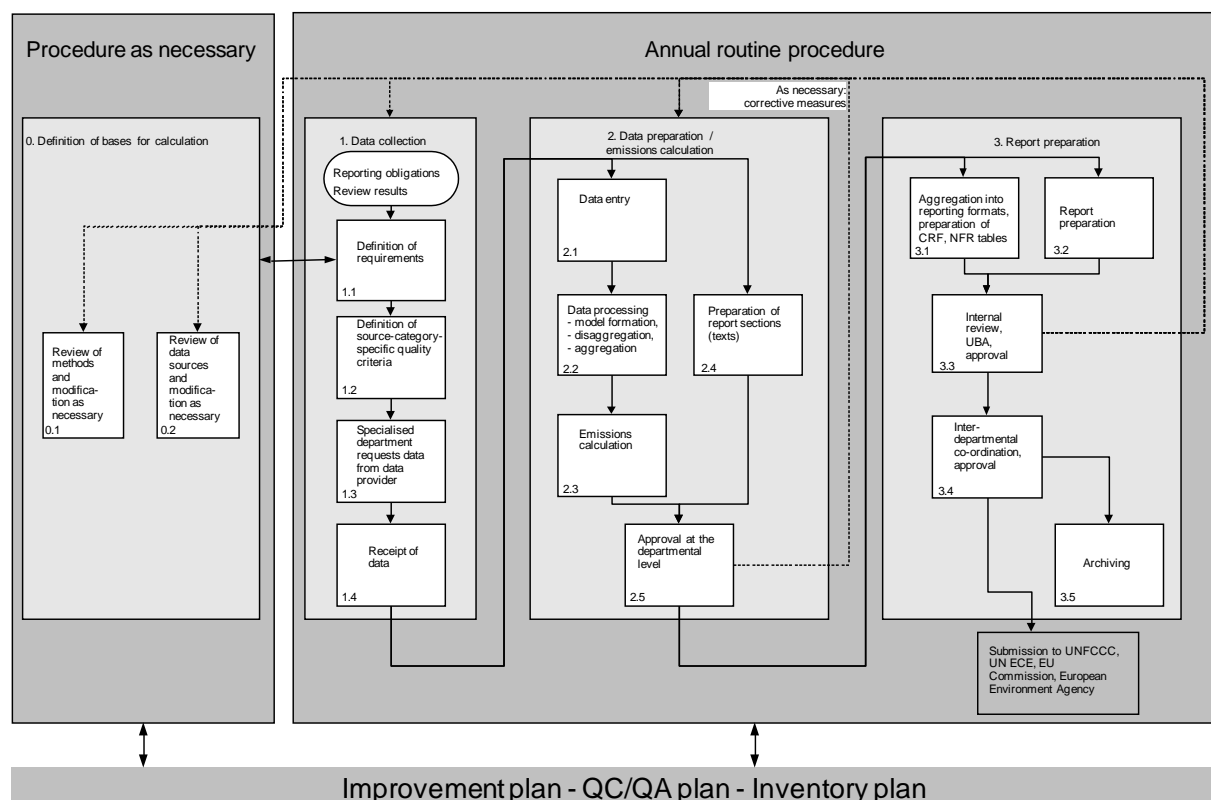 Procedure as necessary
Annual routine procedure
As necessary:
corrective measures
0. Definition of bases for calculation
Review of
methods
and
modifica-
tion as
necessary
0.1
Review of
data
sources
and
modifica-
tion as
necessary
0.2
1. Data collection
Reporting obligations
Review results
Definition of
requirements
1.1
Definition of
source-category-
specific quality
criteria
1.2
Specialised
department
requests data
from data
provider
1.3
Receipt of
data
1.4
2. Data preparation /
emissions calculation
Data entry
2.1
Data processing
- model formation,
- disaggregation,
- aggregation
2.2
Emissions
calculation
2.3
Preparation of
report sections
(texts)
2.4
Approval at the
departmental
level
2.5
3. Report preparation
Aggregation into
reporting formats,
preparation of
CRF, NFR tables
3.1
Report
preparation
3.2
Internal
review,
UBA,
approval
3.3
Inter-
departmental
co-ordination,
approval
3.4
Archiving
3.5
Submission to UNFCCC,
UN ECE, EU
Commission, European
Environment Agency
Improvement plan - QC/QA plan - Inventory plan